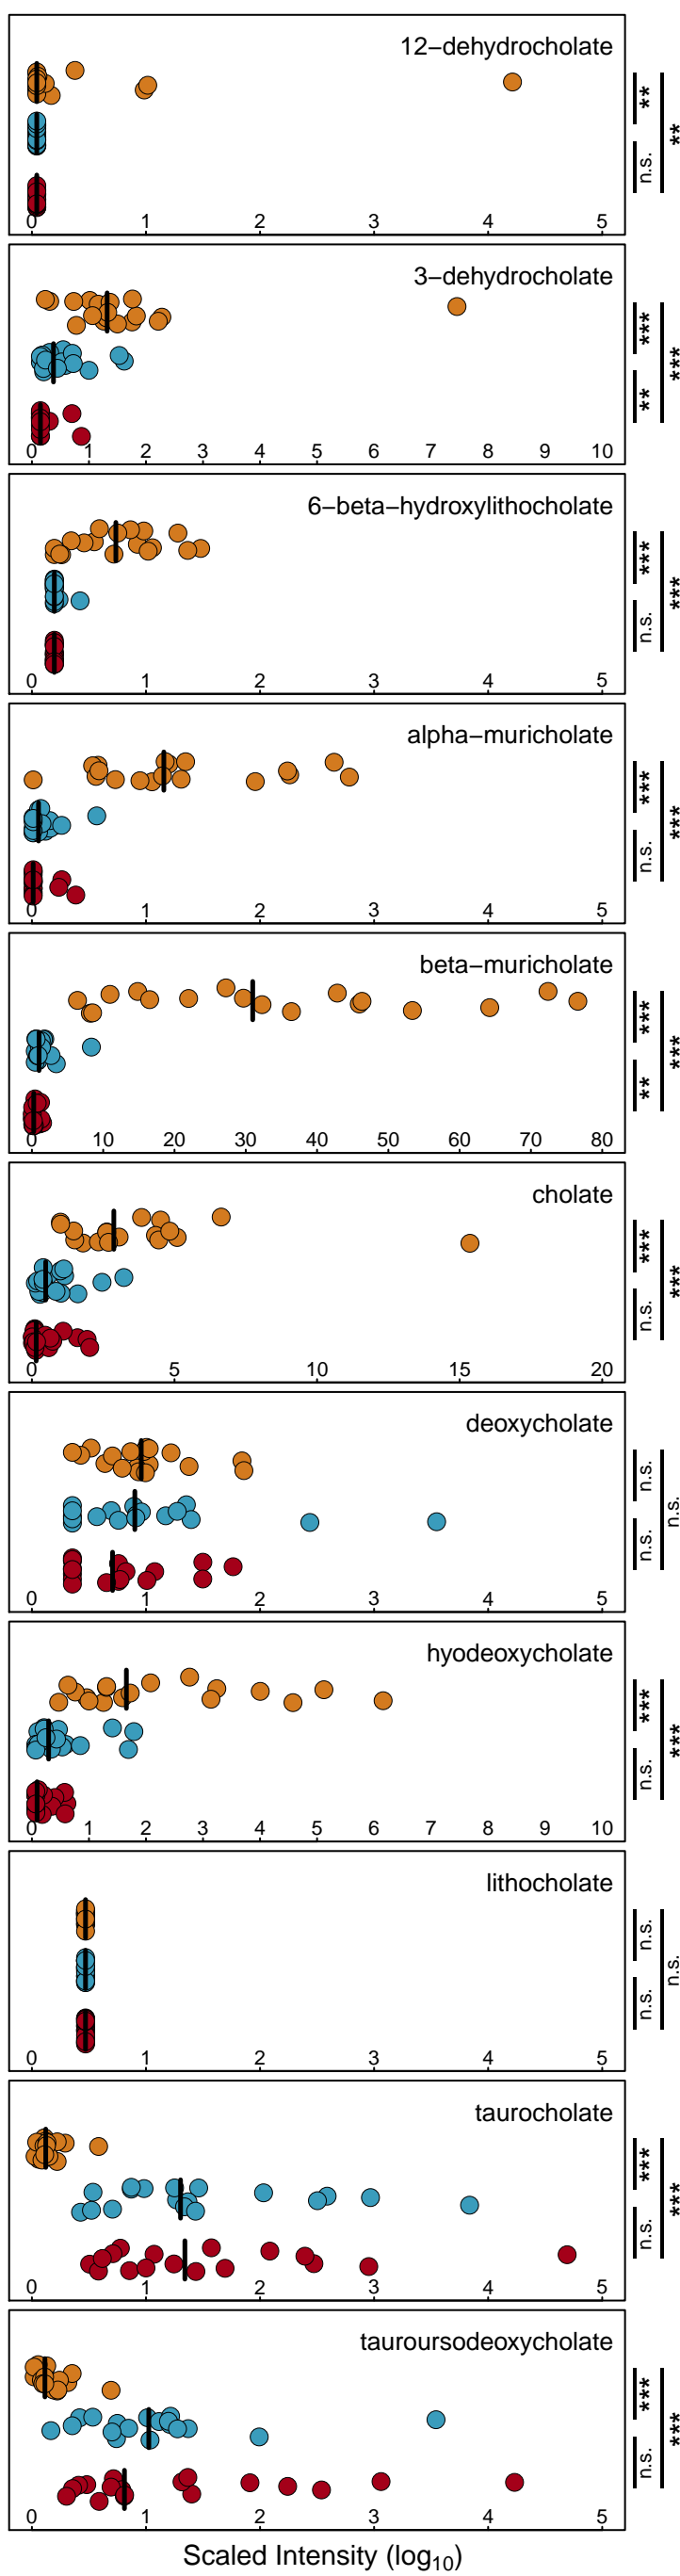 12−dehydrocholate
**
**
n.s.
0 1 2 3 4 5
3−dehydrocholate
***
***
**
0 1 2 3 4 5 6 7 8 9 10
6−beta−hydroxylithocholate
***
***
n.s.
0 1 2 3 4 5
alpha−muricholate
***
***
n.s.
0 1 2 3 4 5
beta−muricholate
***
***
**
0 10 20 30 40 50 60 70 80
cholate
***
***
n.s.
0 5 10 15 20
deoxycholate
n.s.
n.s.
n.s.
0 1 2 3 4 5
hyodeoxycholate
***
***
n.s.
0 1 2 3 4 5 6 7 8 9 10
lithocholate
n.s.
n.s.
n.s.
0 1 2 3 4 5
taurocholate
***
***
n.s.
0 1 2 3 4 5
tauroursodeoxycholate
***
***
n.s.
0 1 2 3 4 5
Scaled Intensity (log10)